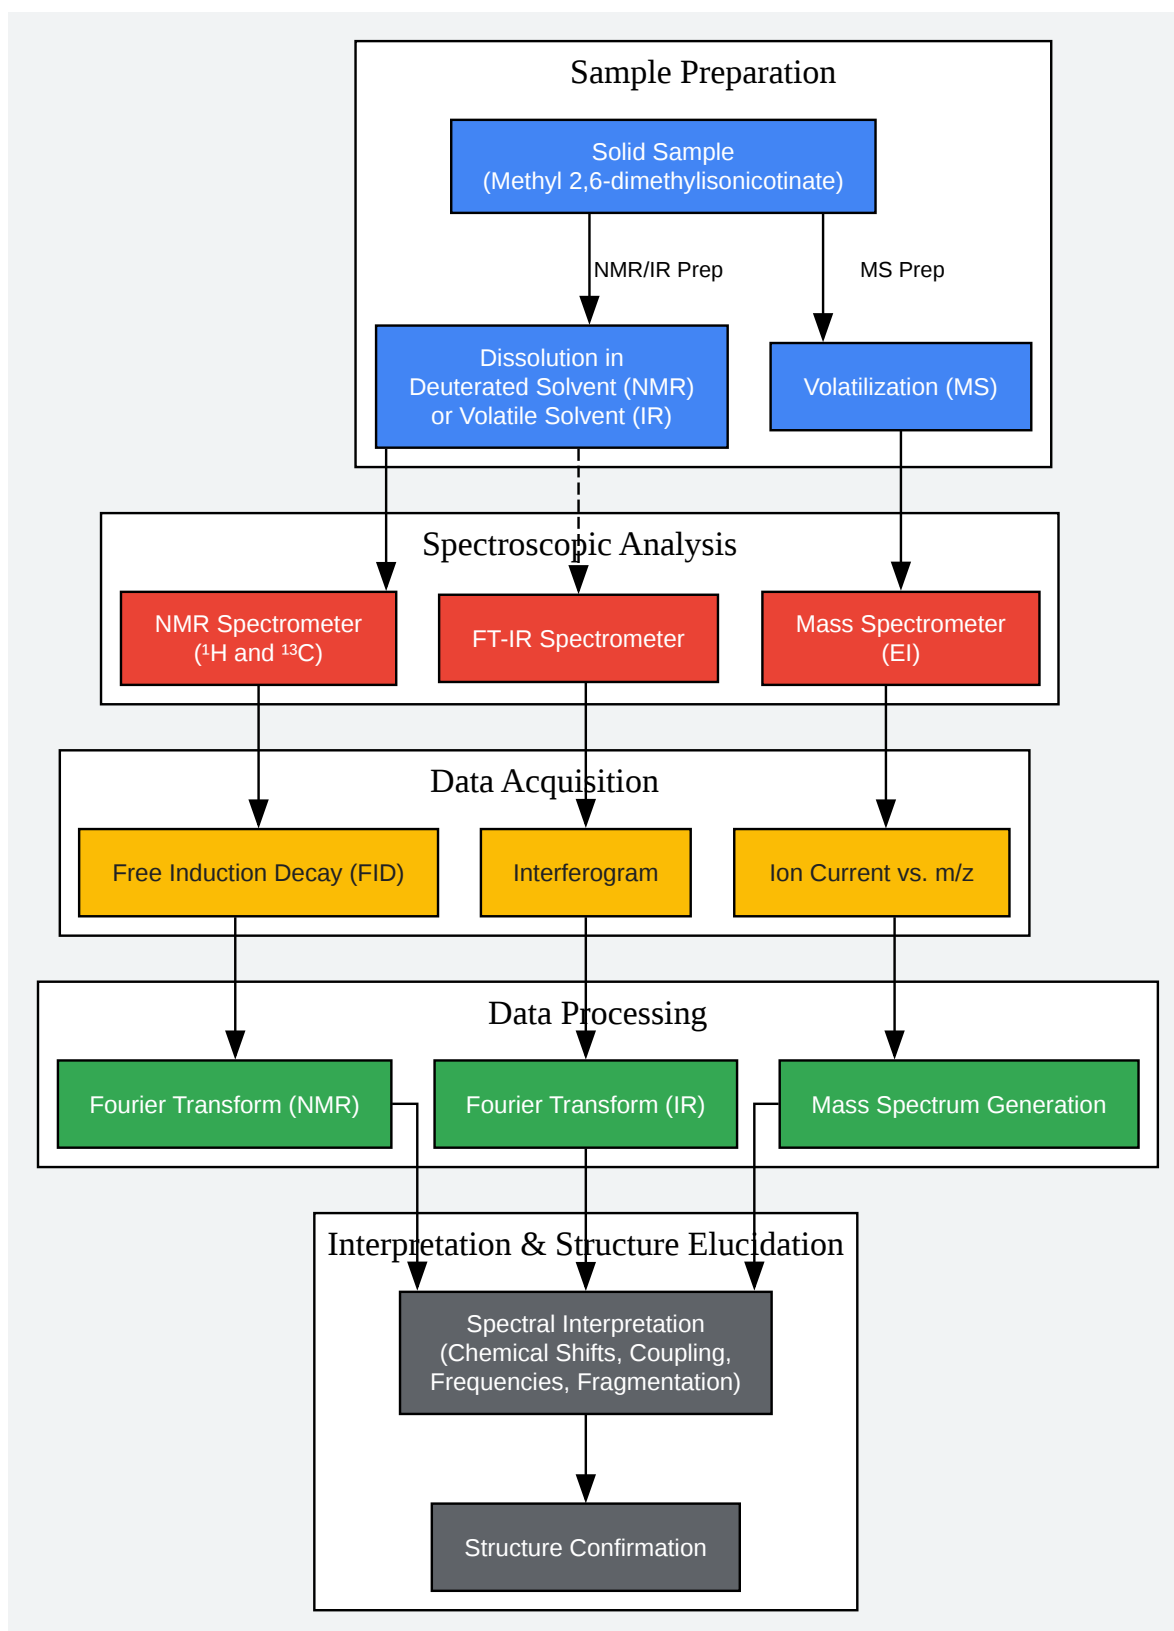 Sample Preparation
Solid Sample
(Methyl 2,6-dimethylisonicotinate)
NMR/IR Prep
MS Prep
Dissolution in
Deuterated Solvent (NMR)
or Volatile Solvent (IR)
Volatilization (MS)
Spectroscopic Analysis
NMR Spectrometer
(¹H and ¹³C)
FT-IR Spectrometer
Mass Spectrometer
(EI)
Data Acquisition
Free Induction Decay (FID)
Interferogram
Ion Current vs. m/z
Data Processing
Fourier Transform (NMR)
Fourier Transform (IR)
Mass Spectrum Generation
Interpretation & Structure Elucidation
Spectral Interpretation
(Chemical Shifts, Coupling,
Frequencies, Fragmentation)
Structure Confirmation